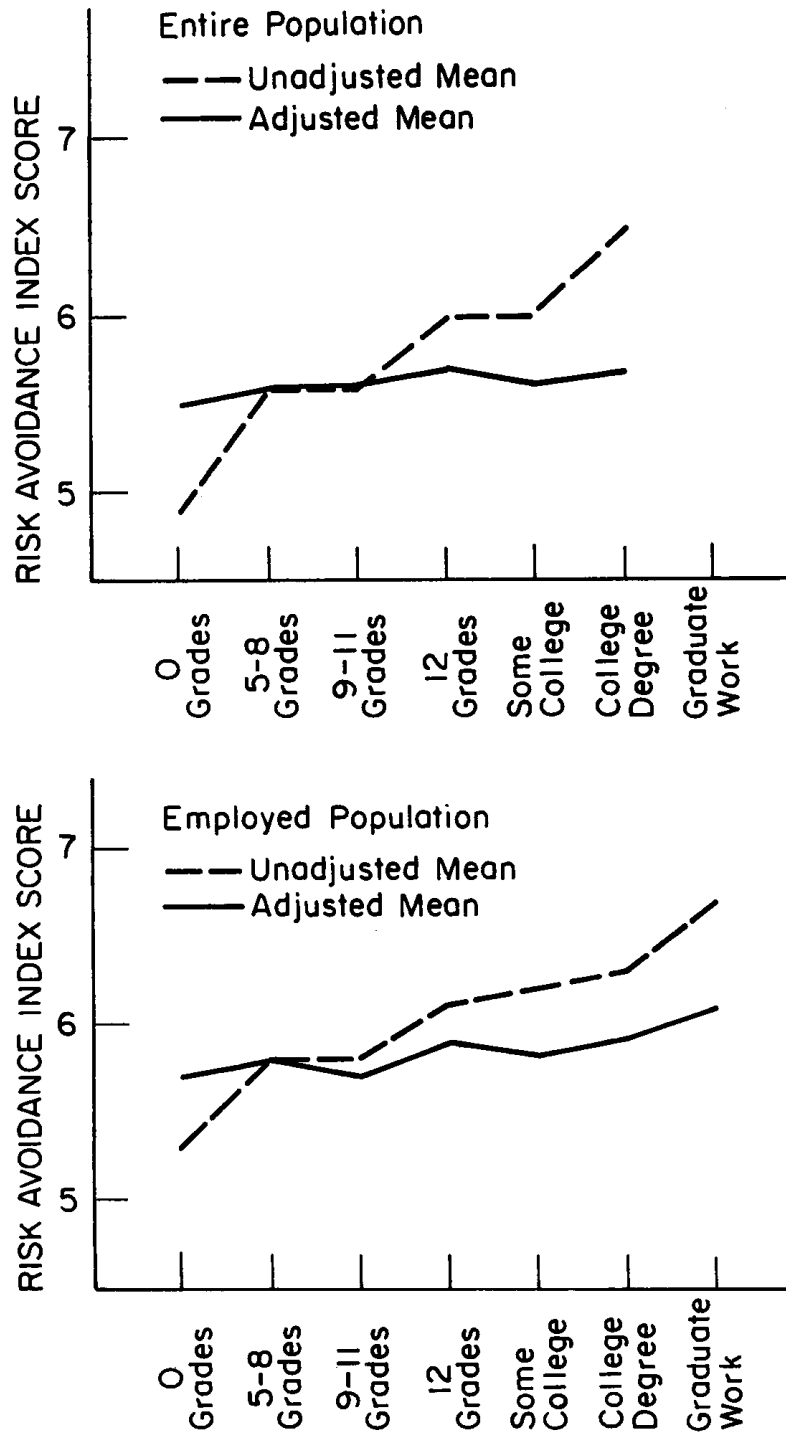 Entire Population
Unadjusted Mean
Adjusted Mean
RISK AVOIDANCE INDEX SCORE
7
6
5
0
Grades
5-8
Grades
9-11
Grades
12
Grades
Some
College
College
Degree
Graduate
Work
Employed Population
Unadjusted Mean
Adjusted Mean
RISK AVOIDANCE INDEX SCORE
7
6
5
0
Grades
5-8
Grades
9-11
Grades
12
Grades
Some
College
College
Degree
Graduate
Work